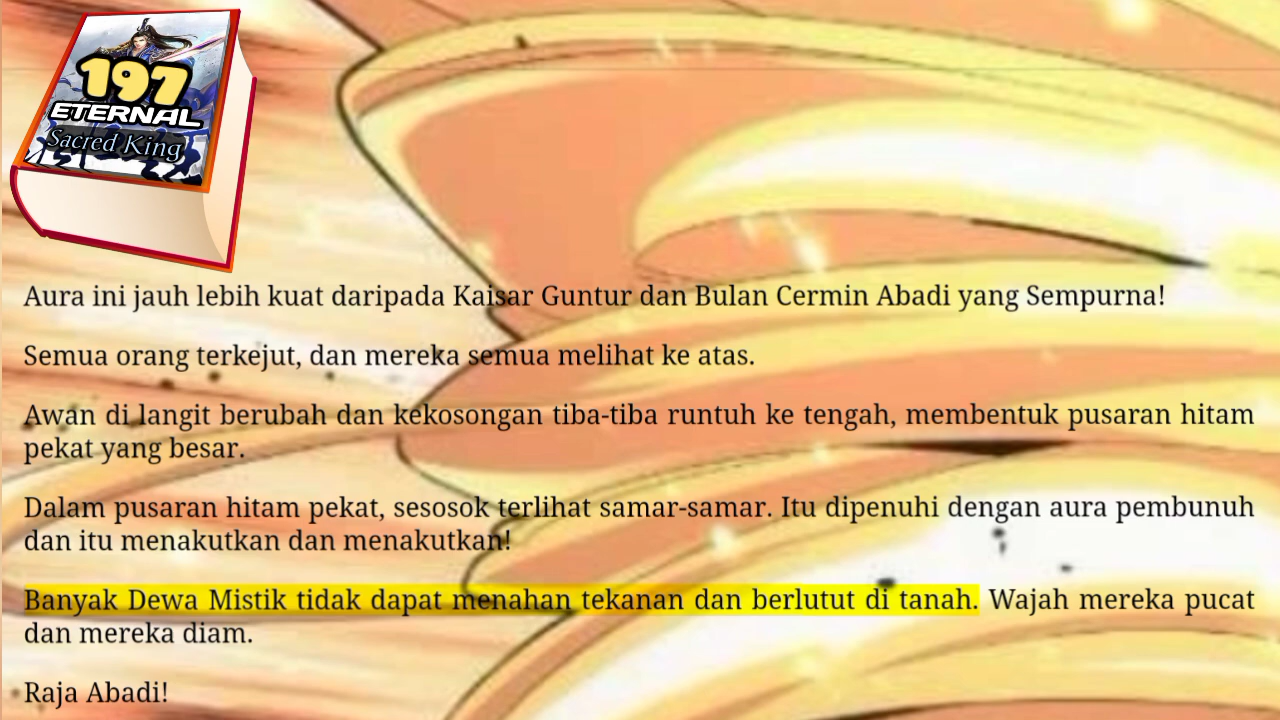 197
ETERNAL
Sacred King
Aura ini jauh lebih kuat daripada Kaisar Guntur dan Bulan Cermin Abadi yang Sempurna!
Semua orang terkejut, dan mereka semua melihat ke atas.
Awan di langit berubah dan kekosongan tiba-tiba runtuh ke tengah, membentuk pusaran hitam
pekat yang besar.
Dalam pusaran hitam pekat, sesosok terlihat samar-samar. Itu dipenuhi dengan aura pembunuh
dan itu menakutkan dan menakutkan!
Banyak Dewa Mistik tidak dapat menahan tekanan dan berlutut di tanah. Wajah mereka pucat
dan mereka diam.
Raja Abadi!